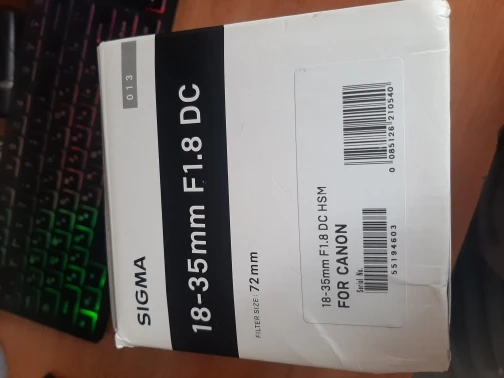 013
SIGMA
18-35mm F1.8 DC
FILTER SIZE : 72mm
18-35mm F1.8 DC HSM
FOR CANON
Serial No.
55194603
0 085126 210540